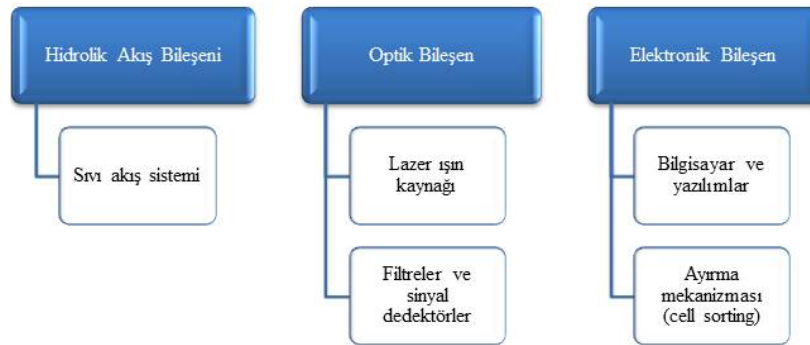 Hidrolik Akış Bileşeni
Sıvı akış sistemi
Optik Bileşen
Lazer ışın
kaynağı
Filtreler ve
sinyal
dedektörler
Elektronik Bileşen
Bilgisayar ve
yazılımlar
Ayırma
mekanizması
(cell sorting)